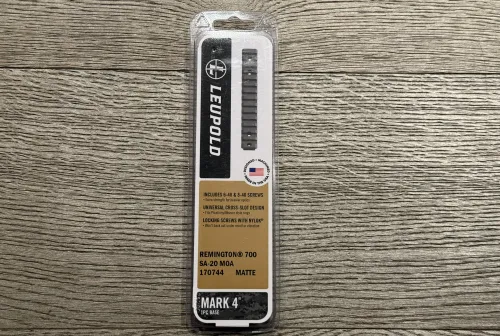 LEUPOLD
INCLUDES 6-48 & 8-40 SCREWS
UNIVERSAL CROSS-SLOT DESIGN
LOCKING SCREWS WITH NYLOK®
REMINGTON® 700
SA-20 MOA
170744 MATTE
MARK 4®
1PC BASE